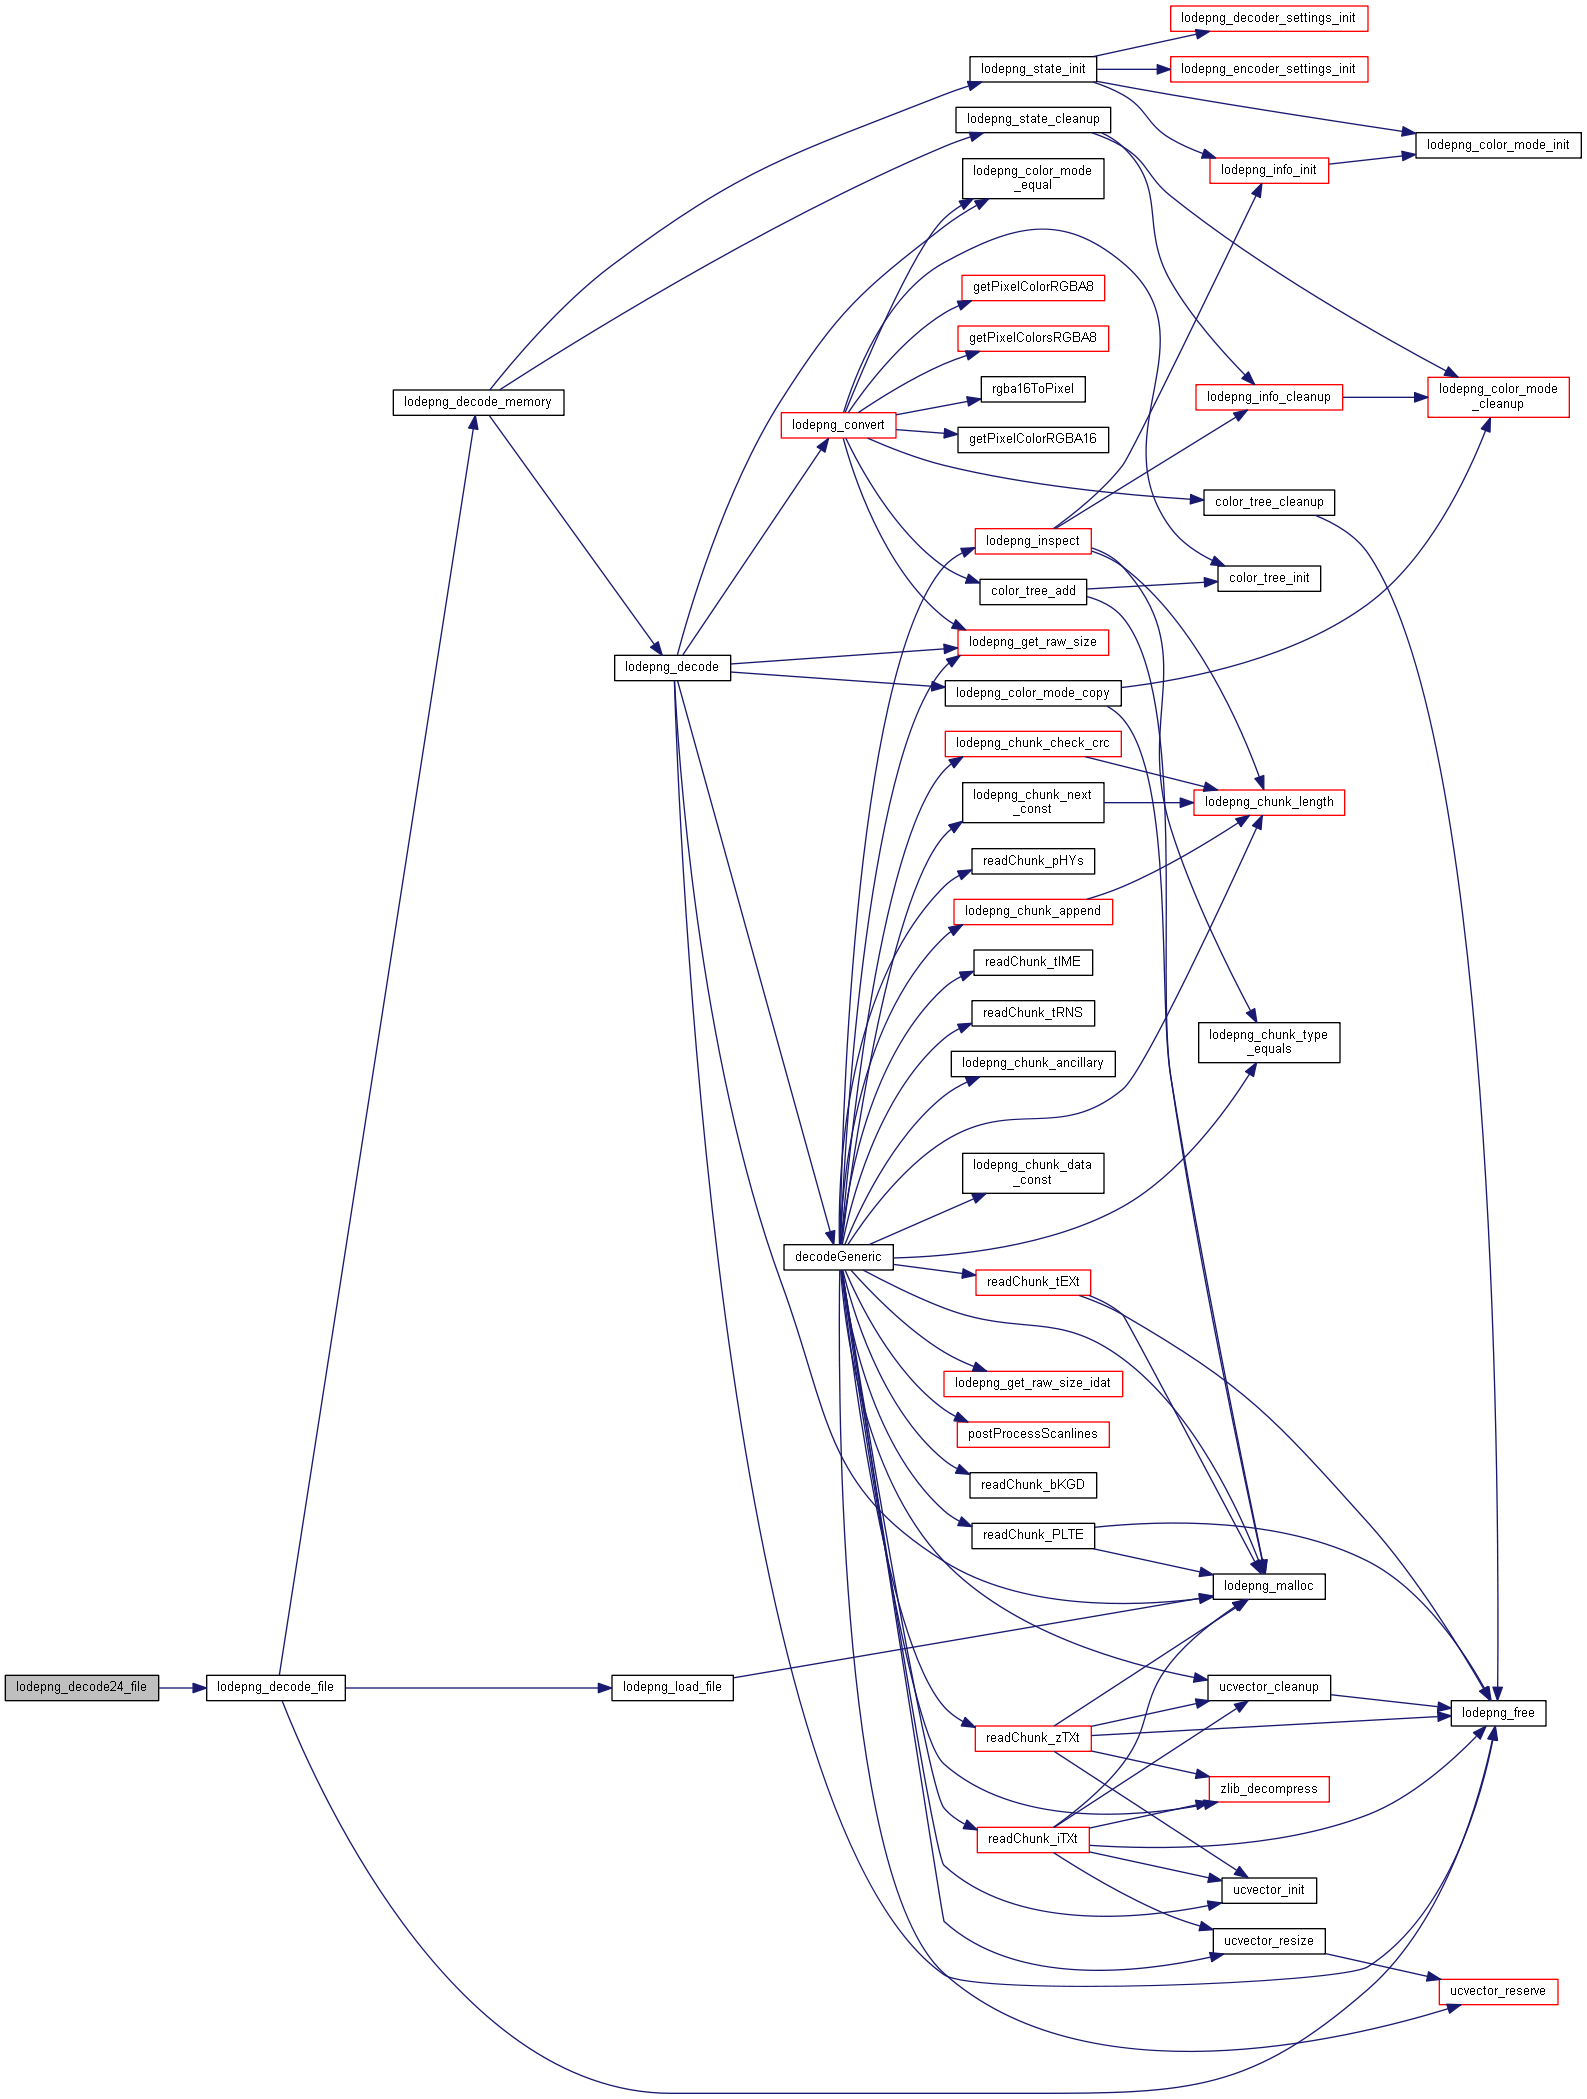 lodepng_decoder_settings_init
lodepng_state_init
lodepng_encoder_settings_init
lodepng_state_cleanup
lodepng_color_mode_init
lodepng_color_mode
_equal
lodepng_info_init
getPixelColorRGBA8
getPixelColorsRGBA8
rgba16ToPixel
lodepng_decode_memory
lodepng_info_cleanup
lodepng_color_mode
_cleanup
lodepng_convert
getPixelColorRGBA16
color_tree_cleanup
lodepng_inspect
color_tree_init
color_tree_add
lodepng_get_raw_size
lodepng_decode
lodepng_color_mode_copy
lodepng_chunk_check_crc
lodepng_chunk_next
_const
lodepng_chunk_length
readChunk_pHYs
lodepng_chunk_append
readChunk_tIME
readChunk_tRNS
lodepng_chunk_type
_equals
lodepng_chunk_ancillary
lodepng_chunk_data
_const
decodeGeneric
readChunk_tEXt
lodepng_get_raw_size_idat
postProcessScanlines
readChunk_bKGD
readChunk_PLTE
lodepng_malloc
lodepng_decode24_file
lodepng_decode_file
lodepng_load_file
ucvector_cleanup
lodepng_free
readChunk_zTXt
zlib_decompress
readChunk_iTXt
ucvector_init
ucvector_resize
ucvector_reserve